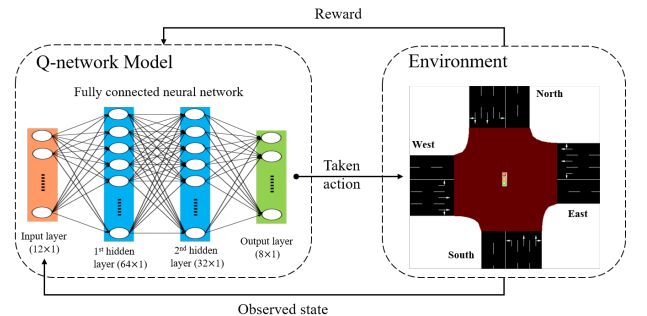 Reward
Q-network Model
Environment
Fully connected neural network
North
West
Taken
action
East
South
Input layer
(12×1)
1st hidden
layer (64×1)
2nd hidden
layer (32×1)
Output layer
(8×1)
Observed state